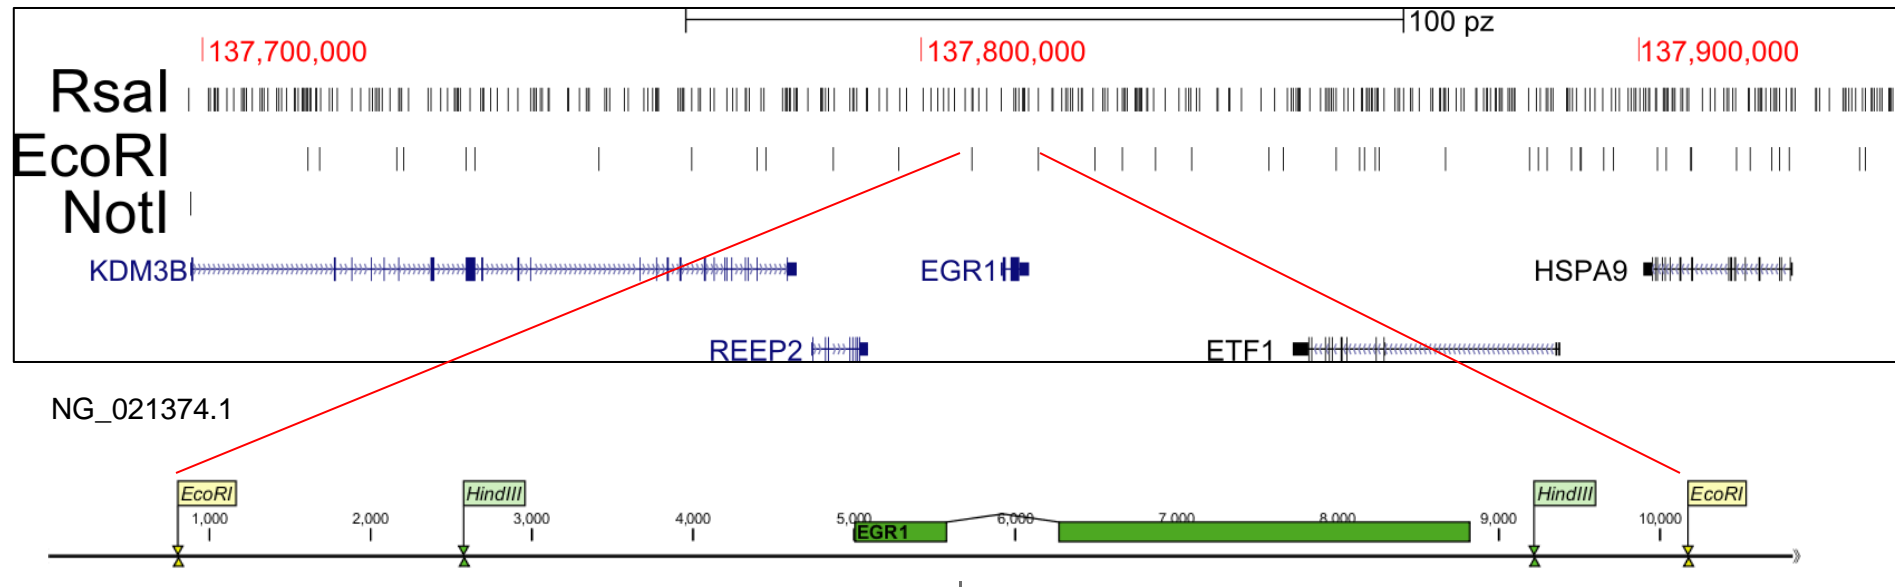 100 pz
137,700,000 137,800,000 137,900,000
RsaI
EcoRI
NotI
KDM3B EGR1 HSPA9
REEP2 ETF1
NG_021374.1
EcoRI HindIII HindIII EcoRI
1,000 2,000 3,000 4,000 5,000 6,000 7,000 8,000 9,000 10,000
EGR1